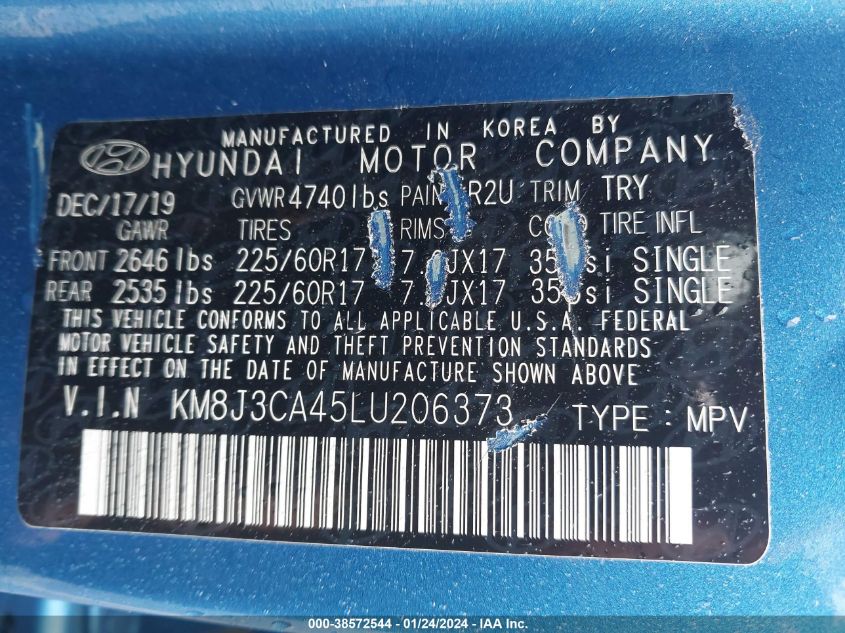 MANUFACTURED IN KOREA BY
HYUNDAI MOTOR COMPANY
DEC/17/19 GVWR 4740 lbs R2U TRIM TRY
GAWR TIRES RIMS TIRE INFL
FRONT 2646 lbs 225/60R17 JX17 SINGLE
REAR 2535 lbs 225/60R17 JX17 SINGLE
THIS VEHICLE CONFORMS TO ALL APPLICABLE U.S.A. FEDERAL
MOTOR VEHICLE SAFETY AND THEFT PREVENTION STANDARDS
IN EFFECT ON THE DATE OF MANUFACTURE SHOWN ABOVE
V.I.N KM8J3CA45LU206373 TYPE: MPV
000-38572544 - 01/24/2024 - IAA Inc.